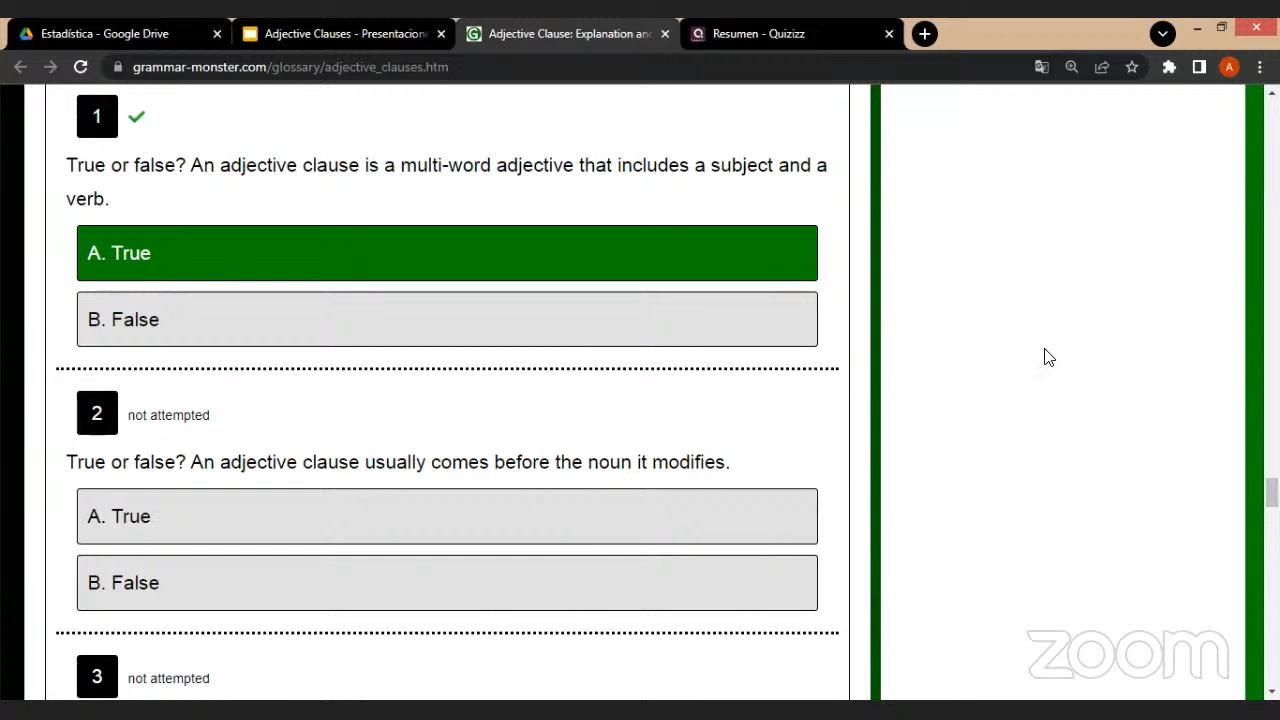 Estadística - Google Drive
Adjective Clauses - Presentacion
Adjective Clause: Explanation and
Resumen - Quizizz
grammar-monster.com/glossary/adjective_clauses.htm
A
1
True or false? An adjective clause is a multi-word adjective that includes a subject and a
verb.
A. True
B. False
2 not attempted
True or false? An adjective clause usually comes before the noun it modifies.
A. True
B. False
3 not attempted
zoom